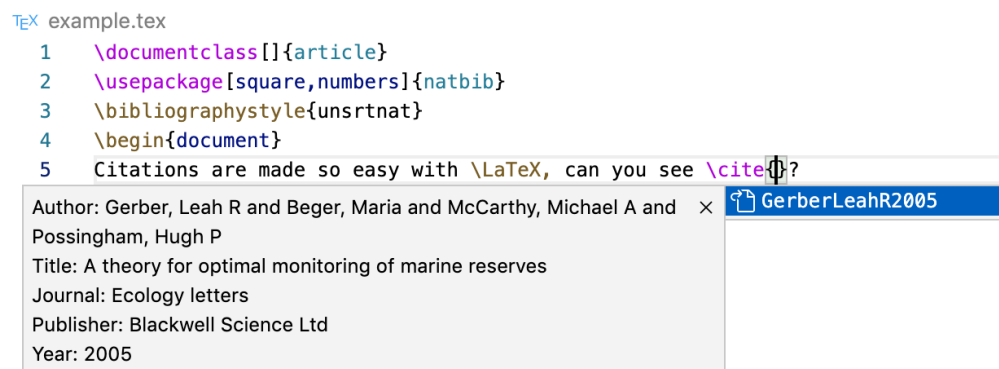 TEX example.tex
1 \documentclass[]{article}
2 \usepackage[square,numbers]{natbib}
3 \bibliographystyle{unsrtnat}
4 \begin{document}
5 Citations are made so easy with \LaTeX, can you see \cite{}?
Author: Gerber, Leah R and Beger, Maria and McCarthy, Michael A and
Possingham, Hugh P
Title: A theory for optimal monitoring of marine reserves
Journal: Ecology letters
Publisher: Blackwell Science Ltd
Year: 2005
GerberLeahR2005